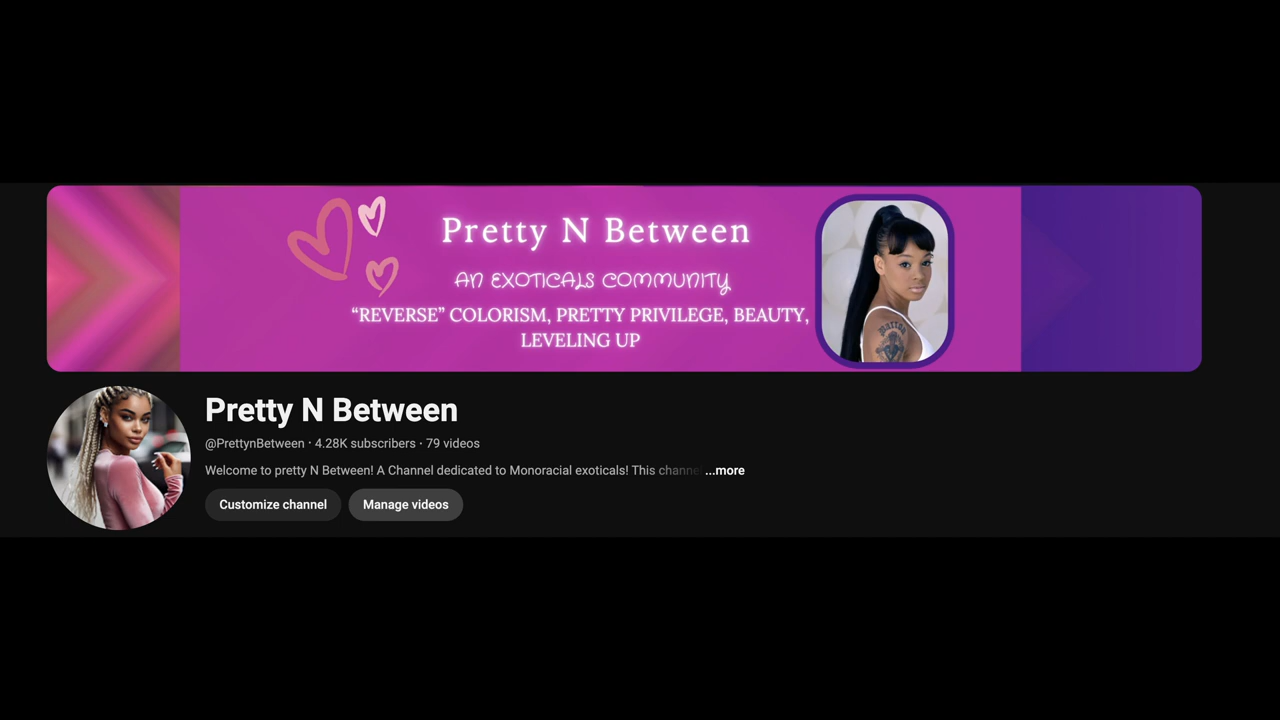 Pretty N Between
AN EXOTICALS COMMUNITY
“REVERSE” COLORISM, PRETTY PRIVILEGE, BEAUTY,
LEVELING UP
Pretty N Between
@PrettynBetween · 4.28K subscribers · 79 videos
Welcome to pretty N Between! A Channel dedicated to Monoracial exoticals! This channe ...more
Customize channel Manage videos